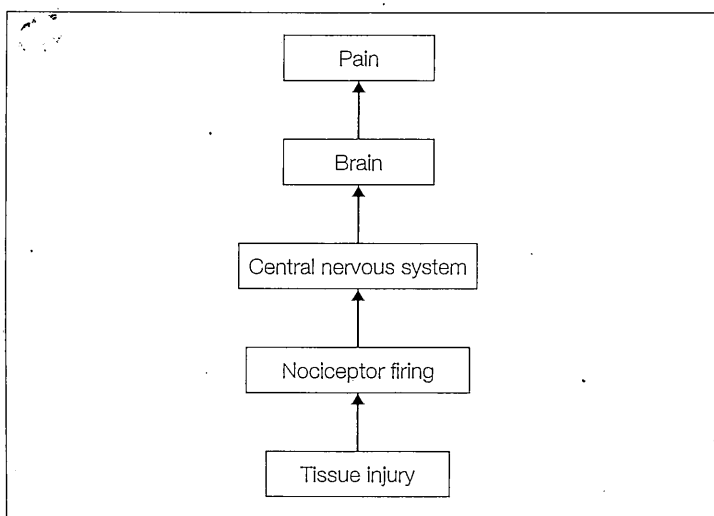 Pain
Brain
Central nervous system
Nociceptor firing
Tissue injury